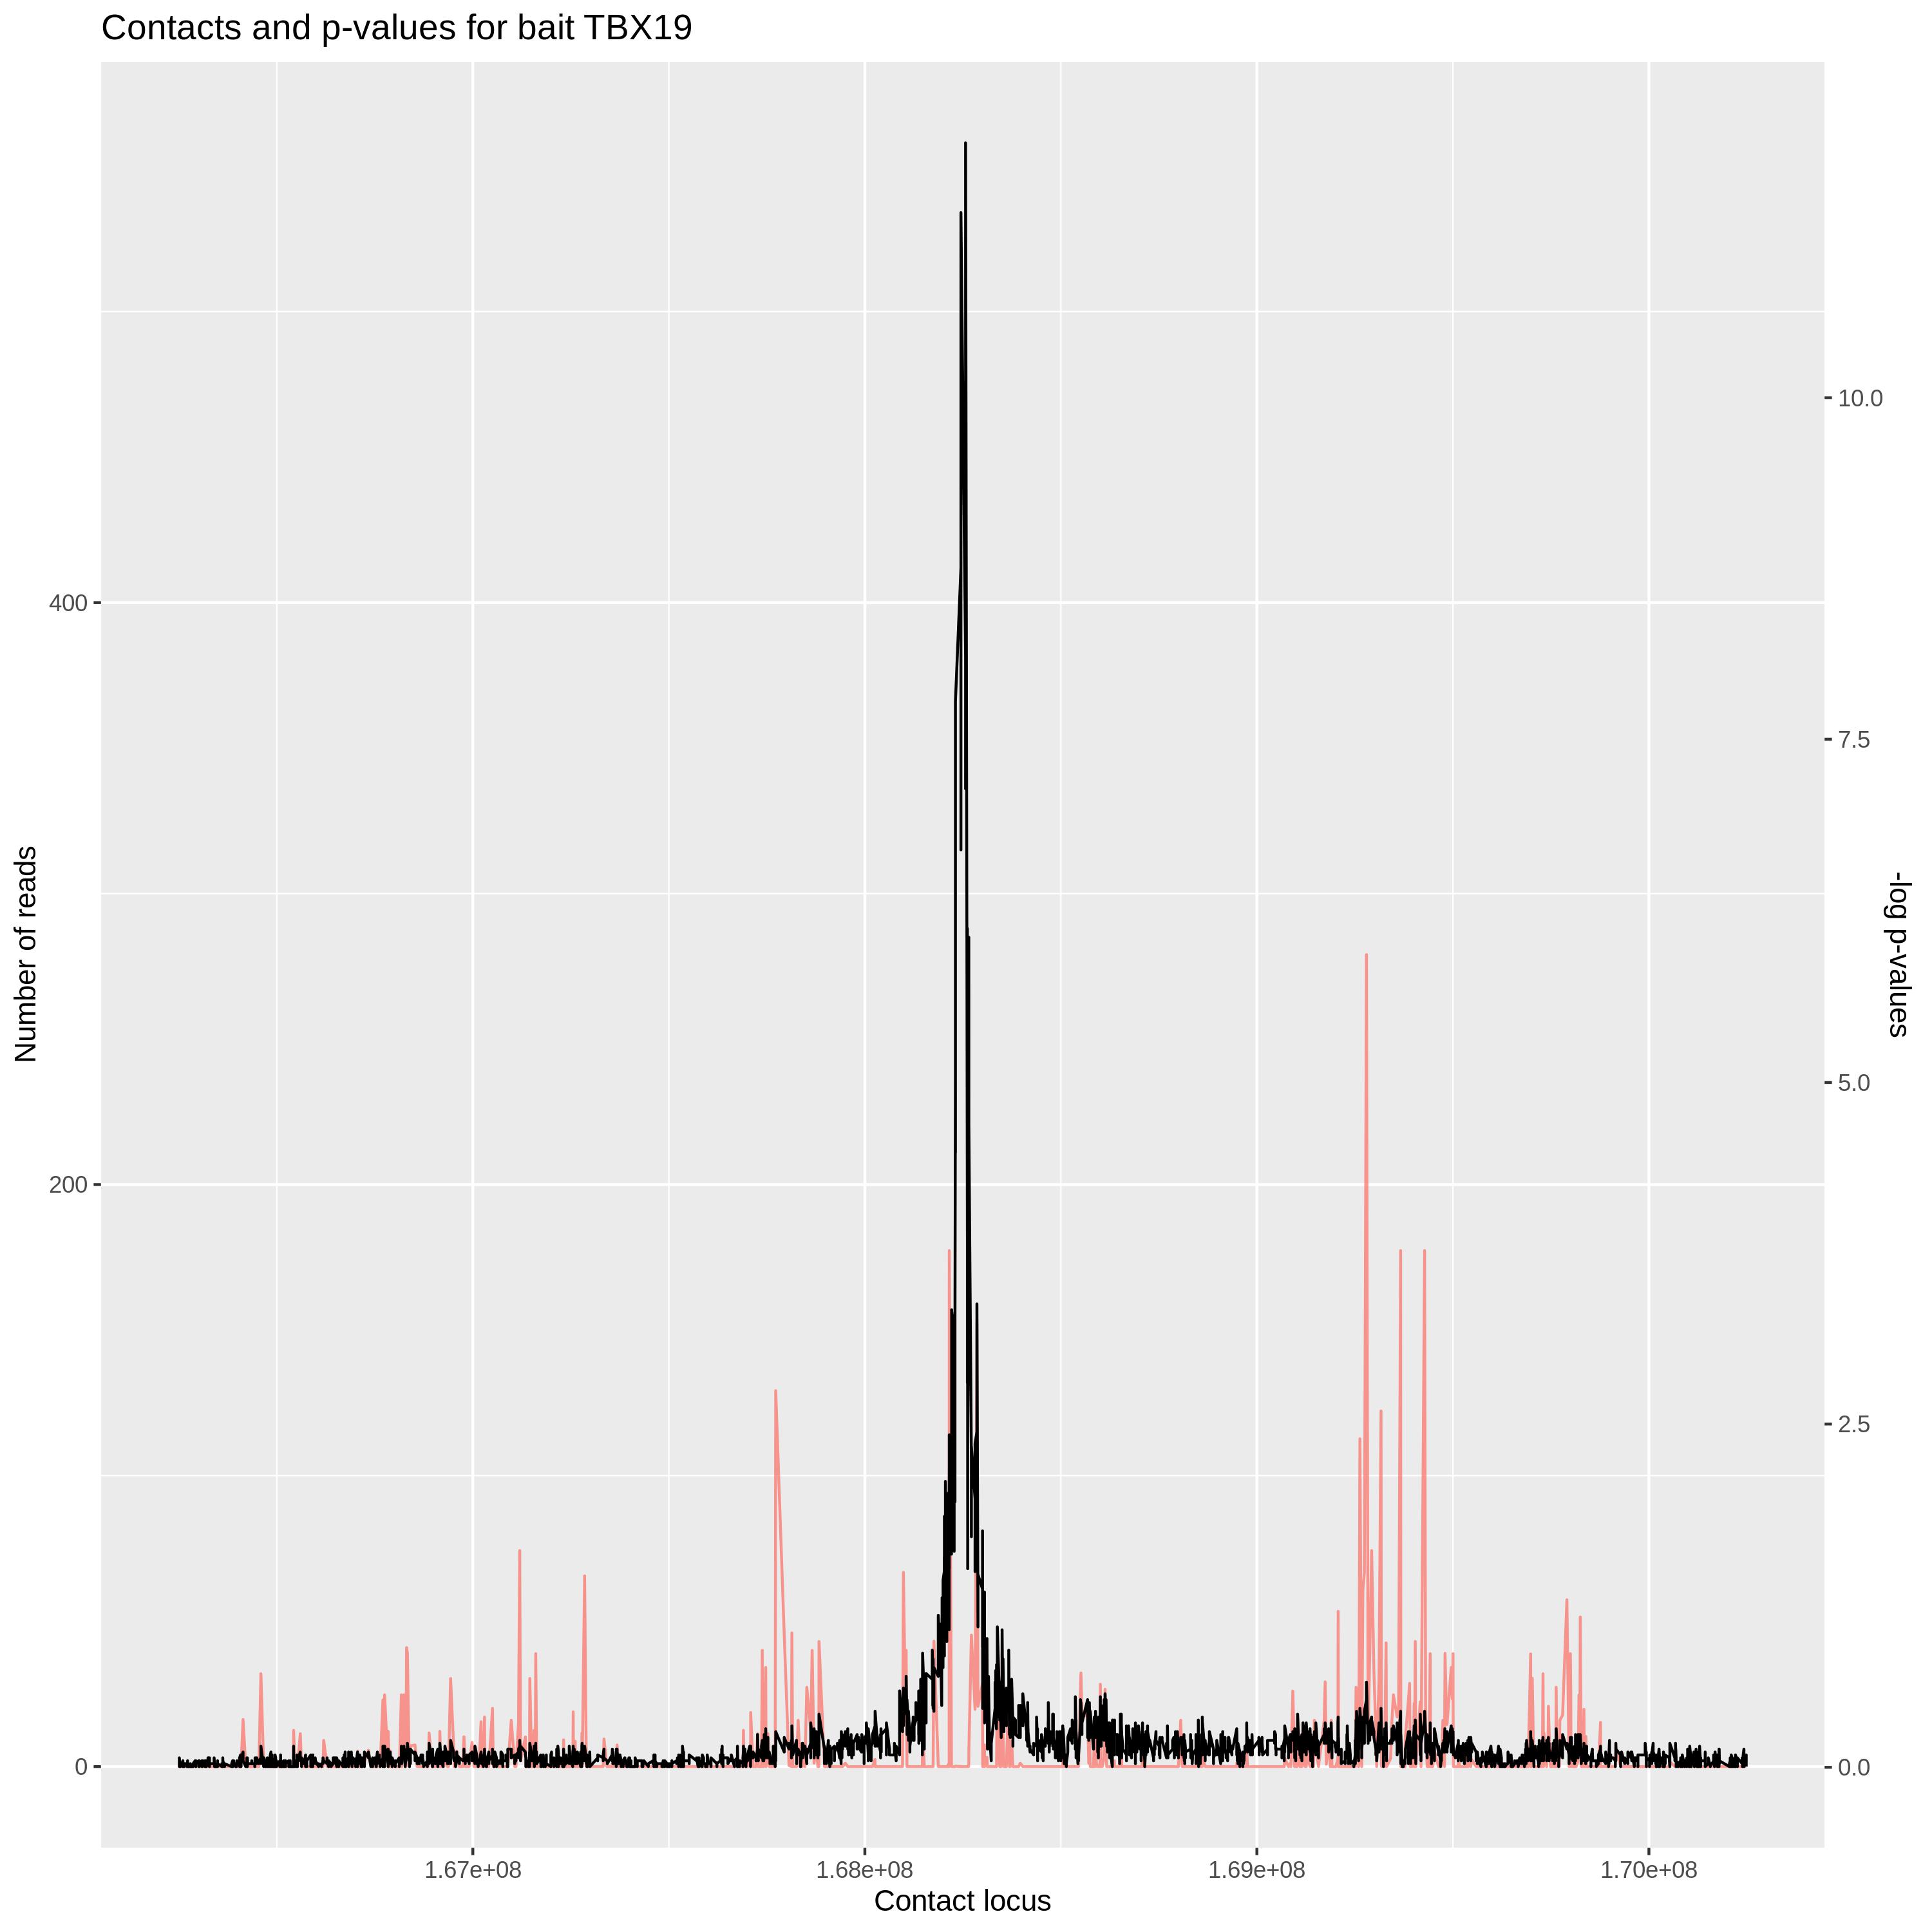 Contacts and p-values for bait TBX19
Number of reads
400
200
0
10.0
7.5
5.0
2.5
0.0
-log p-values
1.67e+08
1.68e+08
1.69e+08
1.70e+08
Contact locus